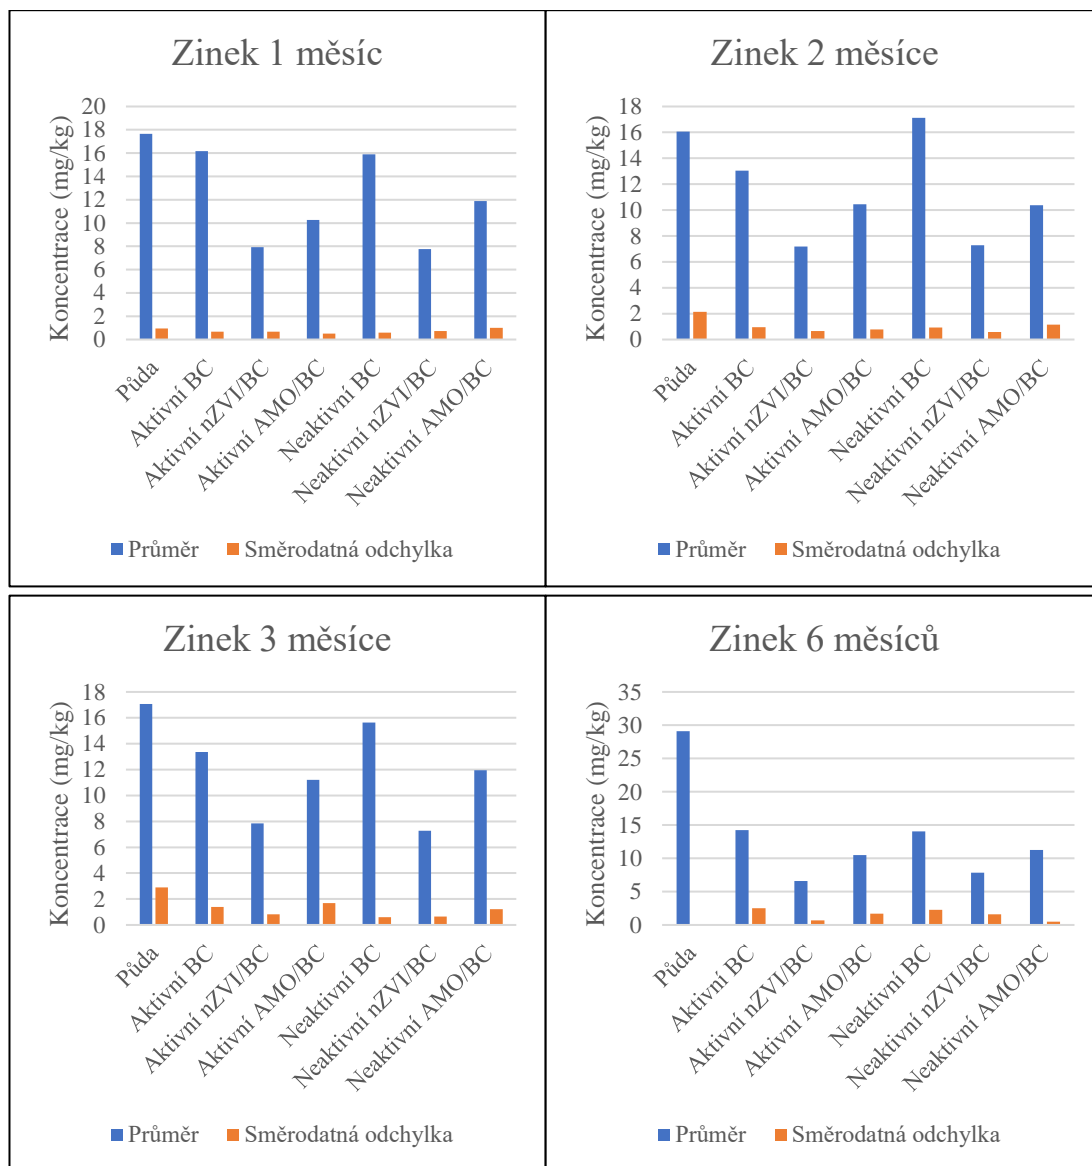 Zinek 1 měsíc
Koncentrace (mg/kg)
20
18
16
14
12
10
8
6
4
2
0
Půda
Aktivní BC
Aktivní nZVI/BC
Aktivní AMO/BC
Neaktivní BC
Neaktivní nZVI/BC
Neaktivní AMO/BC
Průměr Směrodatná odchylka
Zinek 2 měsíce
Koncentrace (mg/kg)
18
16
14
12
10
8
6
4
2
0
Půda
Aktivní BC
Aktivní nZVI/BC
Aktivní AMO/BC
Neaktivní BC
Neaktivní nZVI/BC
Neaktivní AMO/BC
Průměr Směrodatná odchylka
Zinek 3 měsíce
Koncentrace (mg/kg)
18
16
14
12
10
8
6
4
2
0
Půda
Aktivní BC
Aktivní nZVI/BC
Aktivní AMO/BC
Neaktivní BC
Neaktivní nZVI/BC
Neaktivní AMO/BC
Průměr Směrodatná odchylka
Zinek 6 měsíců
Koncentrace (mg/kg)
35
30
25
20
15
10
5
0
Půda
Aktivní BC
Aktivní nZVI/BC
Aktivní AMO/BC
Neaktivní BC
Neaktivní nZVI/BC
Neaktivní AMO/BC
Průměr Směrodatná odchylka